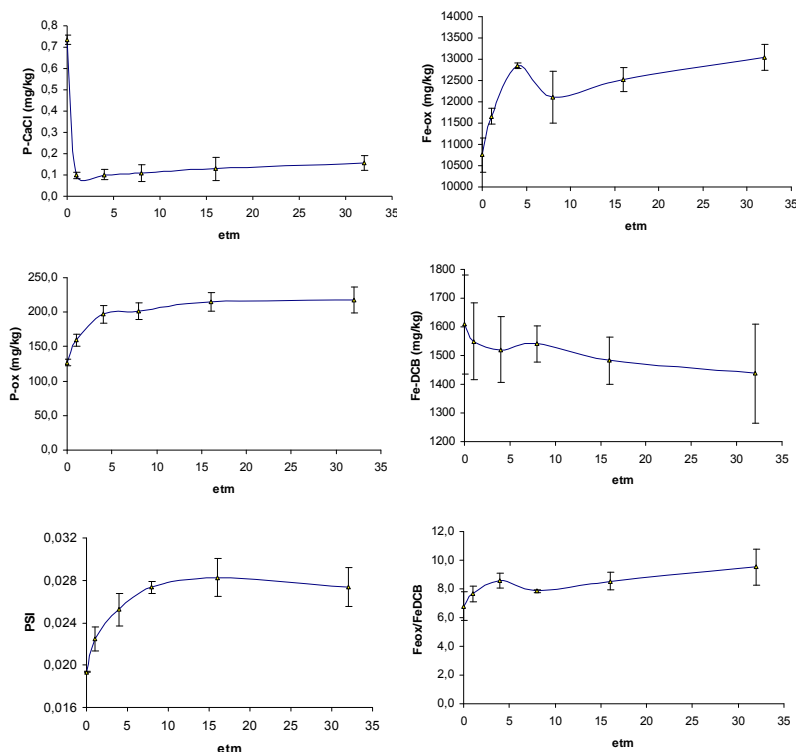 P-CaCl (mg/kg)
0,8
0,7
0,6
0,5
0,4
0,3
0,2
0,1
0
0 5 10 15 20 25 30 35
etm
Fe-ox (mg/kg)
14000
13500
13000
12500
12000
11500
11000
10500
10000
0 5 10 15 20 25 30 35
etm
P-ox (mg/kg)
250,0
200,0
150,0
100,0
50,0
0,0
0 5 10 15 20 25 30 35
etm
Fe-DCB (mg/kg)
1800
1700
1600
1500
1400
1300
1200
0 5 10 15 20 25 30 35
etm
PSI
0,032
0,028
0,024
0,020
0,016
0 5 10 15 20 25 30 35
etm
Feox/FeDCB
12,0
10,0
8,0
6,0
4,0
2,0
0,0
0 5 10 15 20 25 30 35
etm